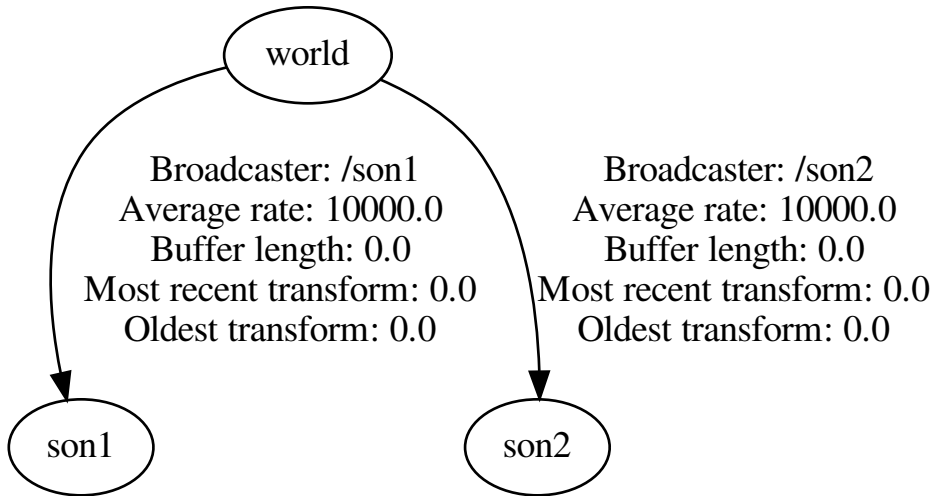 world
Broadcaster: /son1
Average rate: 10000.0
Buffer length: 0.0
Most recent transform: 0.0
Oldest transform: 0.0
Broadcaster: /son2
Average rate: 10000.0
Buffer length: 0.0
Most recent transform: 0.0
Oldest transform: 0.0
son1
son2